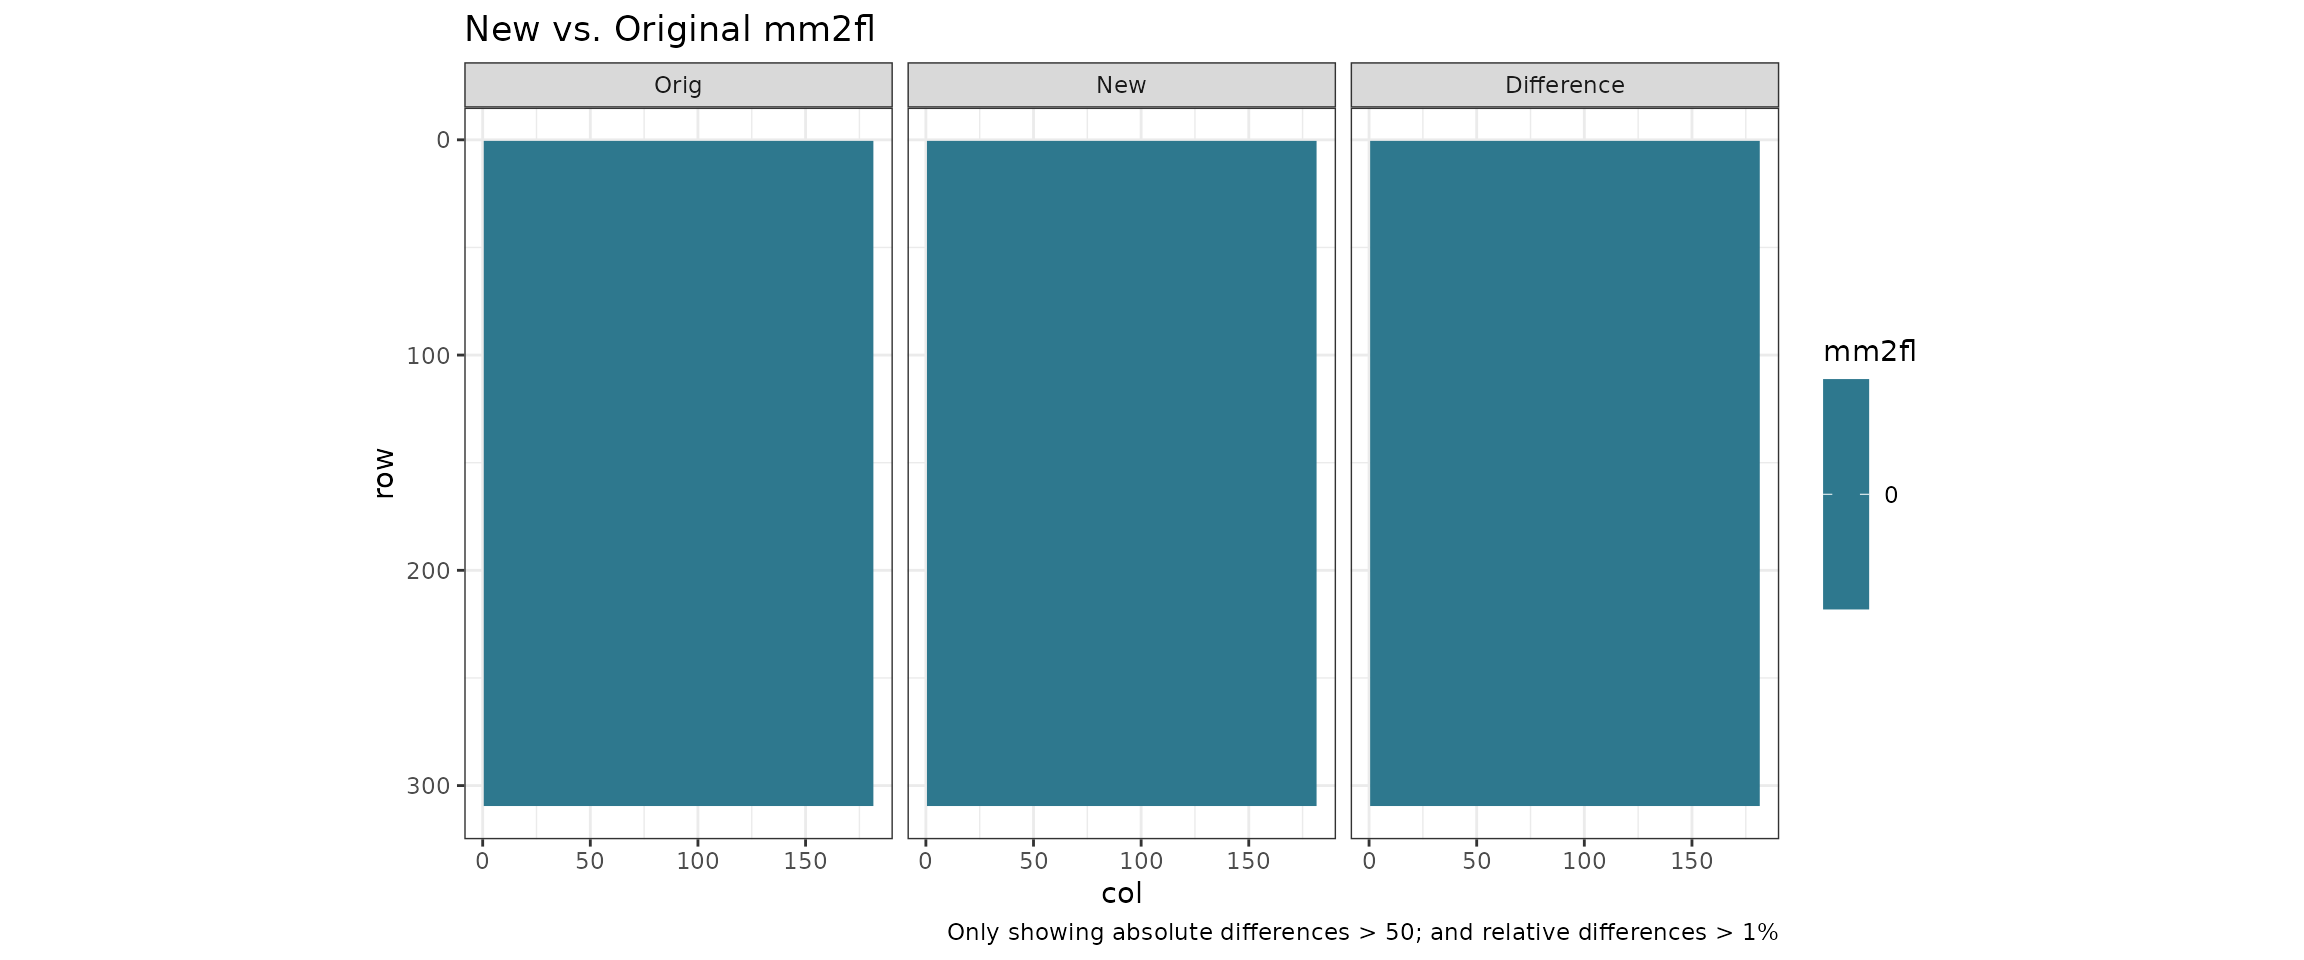 New vs. Original mm2fl
Orig New Difference
0
100
200
300
row
0 50 100 150 0 50 100 150 0 50 100 150
col
mm2fl
0
Only showing absolute differences > 50; and relative differences > 1%